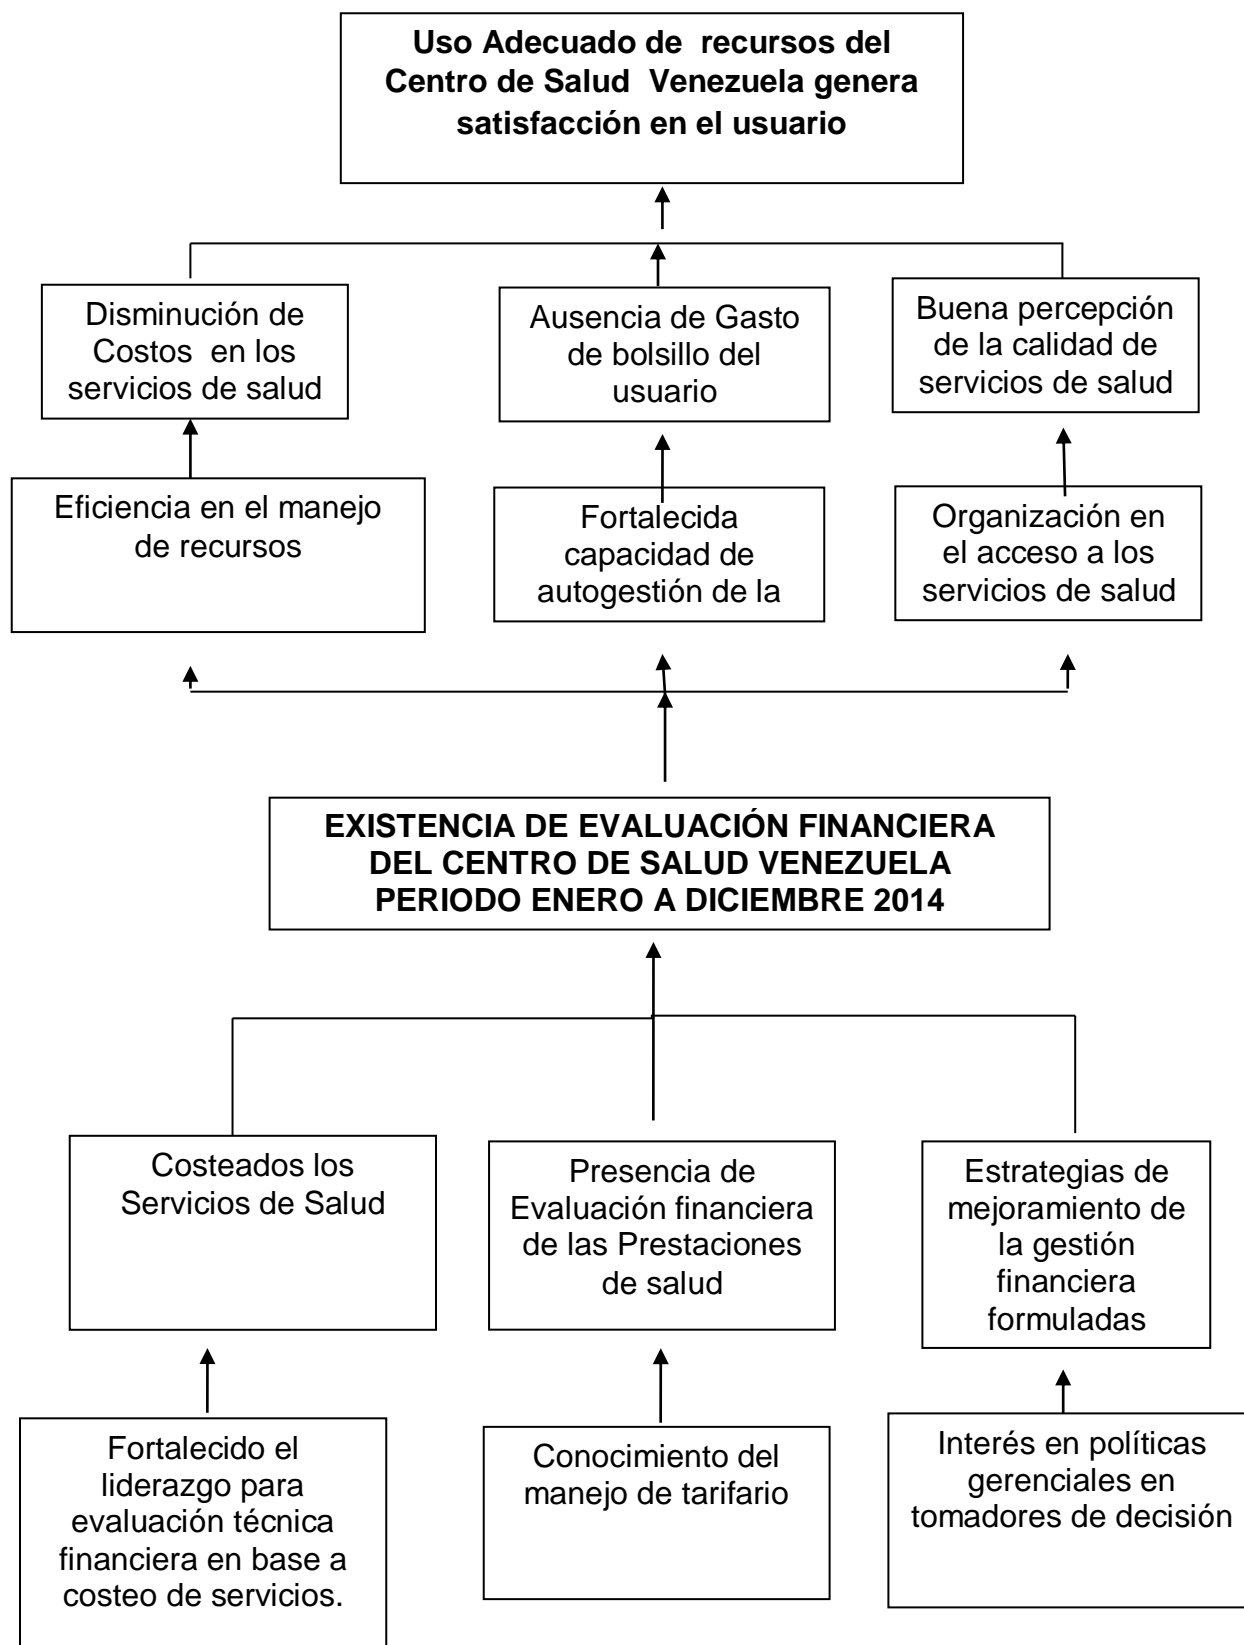 Uso Adecuado de recursos del
Centro de Salud Venezuela genera
satisfacción en el usuario
Disminución de
Costos en los
servicios de salud
Ausencia de Gasto
de bolsillo del
usuario
Buena percepción
de la calidad de
servicios de salud
Eficiencia en el manejo
de recursos
Fortalecida
capacidad de
autogestión de la
Organización en
el acceso a los
servicios de salud
EXISTENCIA DE EVALUACIÓN FINANCIERA
DEL CENTRO DE SALUD VENEZUELA
PERIODO ENERO A DICIEMBRE 2014
Costeados los
Servicios de Salud
Presencia de
Evaluación financiera
de las Prestaciones
de salud
Estrategias de
mejoramiento de
la gestión
financiera
formuladas
Fortalecido el
liderazgo para
evaluación técnica
financiera en base a
costeo de servicios.
Conocimiento del
manejo de tarifario
Interés en políticas
gerenciales en
tomadores de decisión